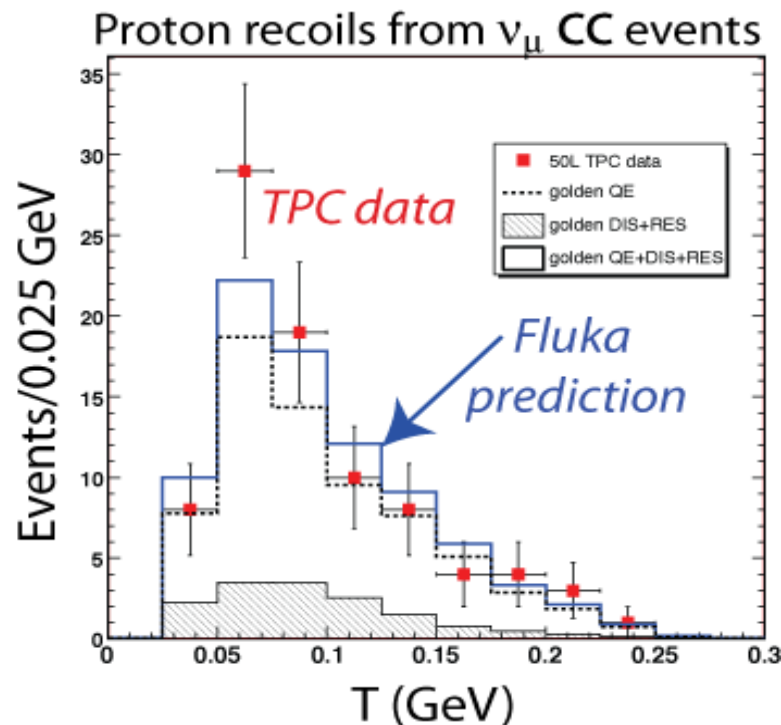 Proton recoils from νμ CC events
35
30
25
20
15
10
5
0
Events/0.025 GeV
50L TPC data
golden QE
golden DIS+RES
golden QE+DIS+RES
TPC data
Fluka
prediction
0 0.05 0.1 0.15 0.2 0.25 0.3
T (GeV)